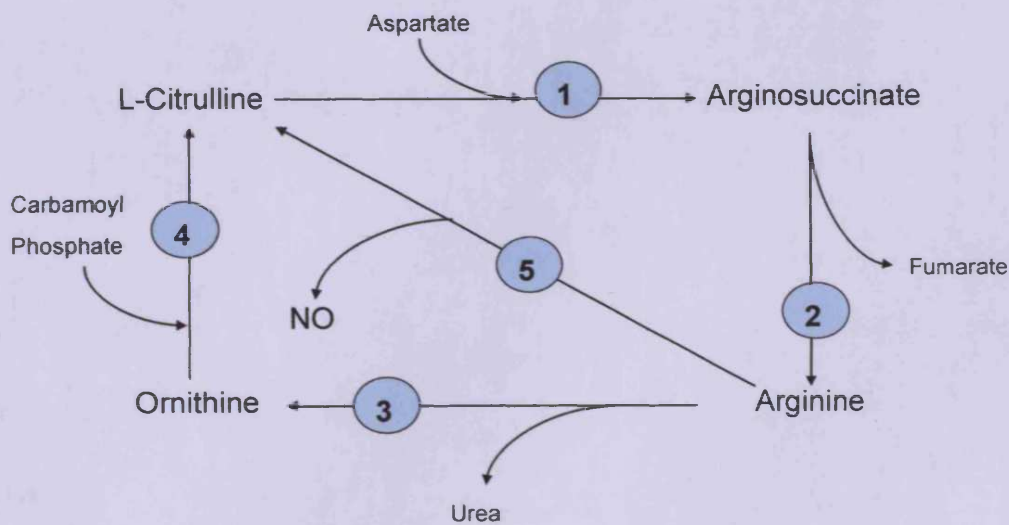 Aspartate
L-Citrulline
1
Arginosuccinate
Carbamoyl
Phosphate
4
5
Fumarate
NO
2
Ornithine
3
Arginine
Urea